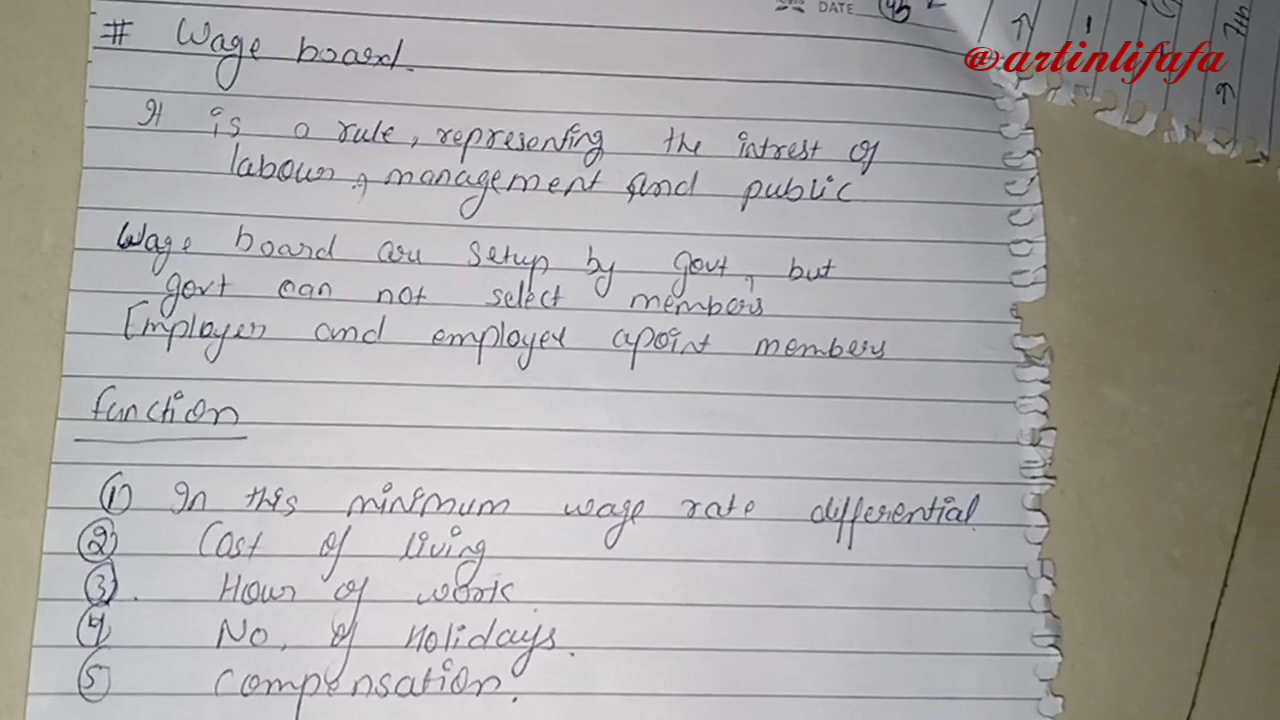 DATE
@artinlifafa
7th
# Wage board.
It is a rule, representing the intrest of
labour, management and public
Wage board are setup by govt, but
govt can not select members
Employer and employee apoint members
function
① In this minimum wage rate differential
② Cost of living
③. Hour of work
④ No. of Holidays.
⑤ Compensation.